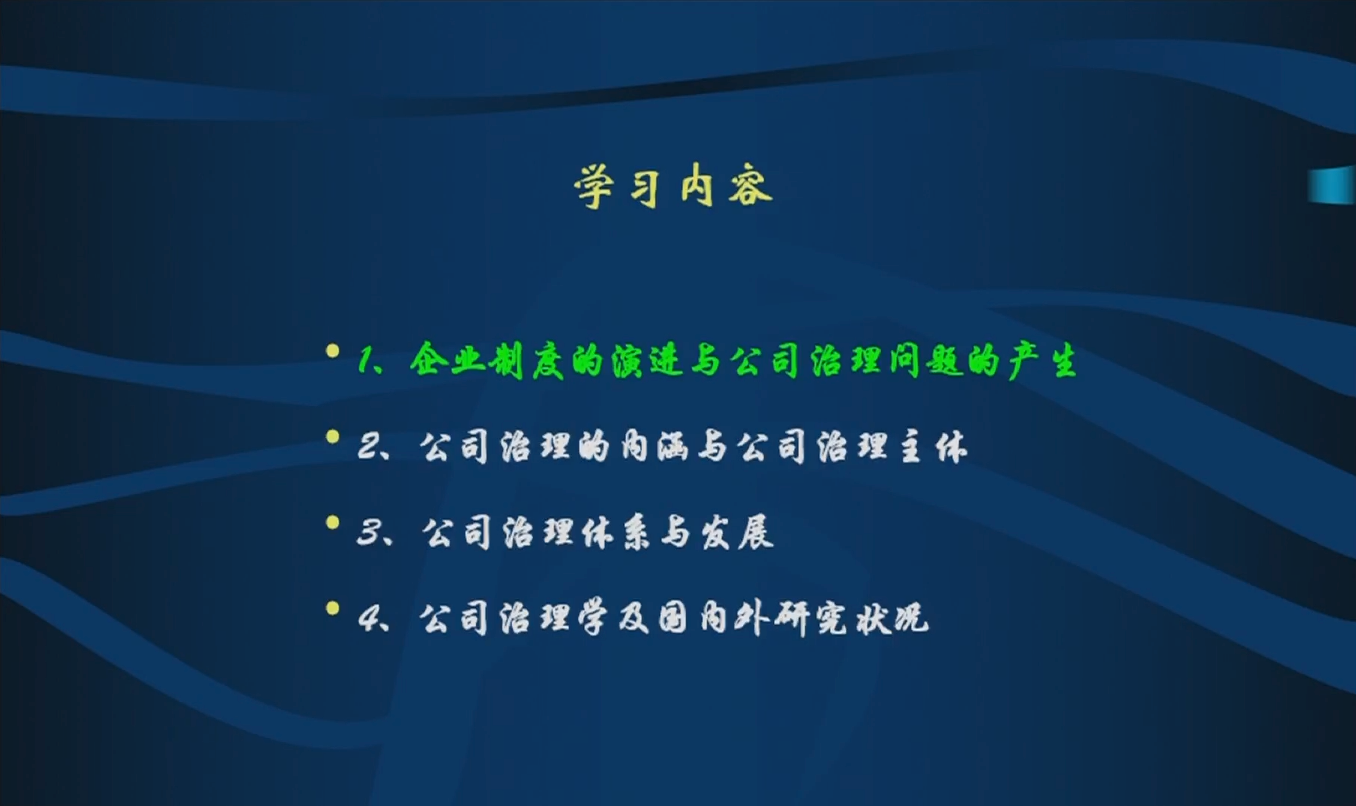 学习内容
• 1、企业制度的演进与公司治理问题的产生
• 2、公司治理的内涵与公司治理主体
• 3、公司治理体系与发展
• 4、公司治理学及国内外研究状况